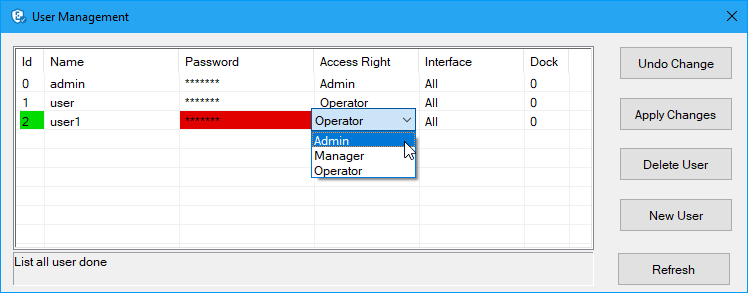 User Management
Id Name Password Access Right Interface Dock
0 admin ******* Admin All 0
1 user ******* Operator All 0
2 user1 ******* Operator All 0
Admin
Manager
Operator
List all user done
Undo Change
Apply Changes
Delete User
New User
Refresh